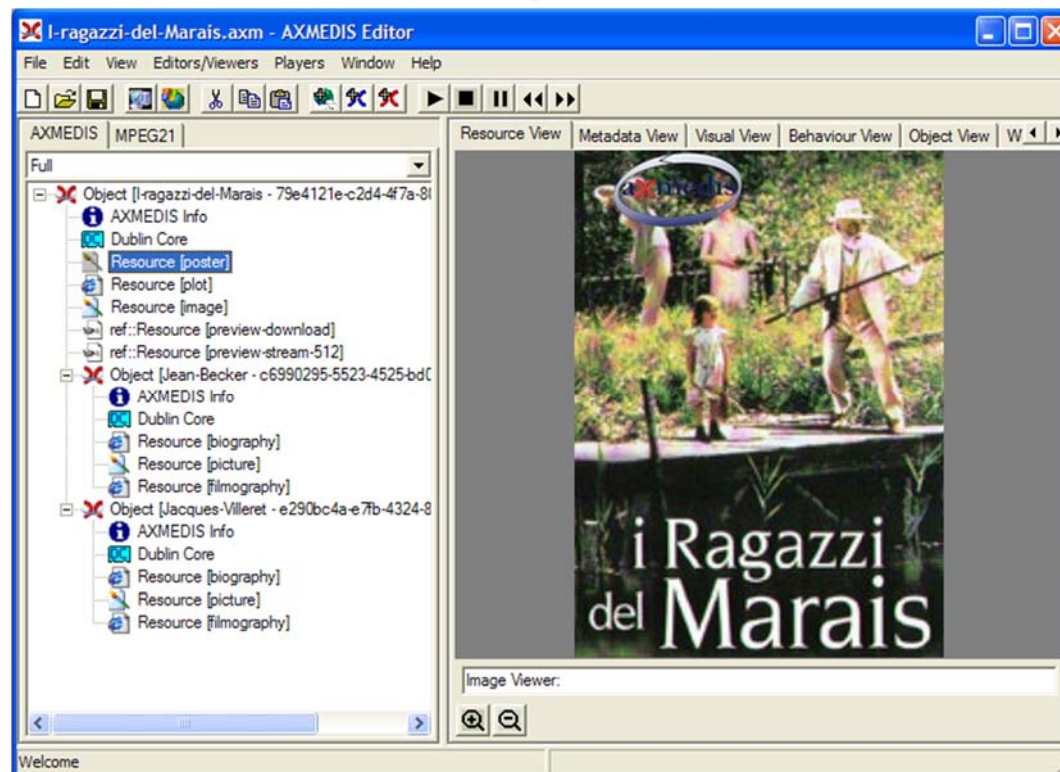 I-ragazzi-del-Marais.axm - AXMEDIS Editor
File Edit View Editors/Viewers Players Window Help
AXMEDIS MPEG21
Full
Object [I-ragazzi-del-Marais - 79e4121e-c2d4-4f7a-8
AXMEDIS Info
Dublin Core
Resource [poster]
Resource [plot]
Resource [image]
ref::Resource [preview-download]
ref::Resource [preview-stream-512]
Object [Jean-Becker - c6990295-5523-4525-bd0
AXMEDIS Info
Dublin Core
Resource [biography]
Resource [picture]
Resource [filmography]
Object [Jacques-Villeret - e290bc4a-e7fb-4324-8
AXMEDIS Info
Dublin Core
Resource [biography]
Resource [picture]
Resource [filmography]
Resource View Metadata View Visual View Behaviour View Object View W
axmedis
i Ragazzi
del Marais
Image Viewer:
Welcome